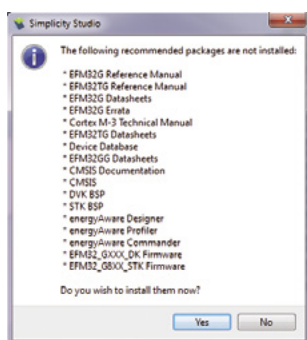 Simplicity Studio
The following recommended packages are not installed:
* EFM32G Reference Manual
* EFM32TG Reference Manual
* EFM32G Datasheets
* EFM32G Errata
* Cortex M-3 Technical Manual
* EFM32TG Datasheets
* Device Database
* EFM32GG Datasheets
* CMSIS Documentation
* CMSIS
* DVK BSP
* STK BSP
* energyAware Designer
* energyAware Profiler
* energyAware Commander
* EFM32_GXXX_DK Firmware
* EFM32_G8XX_STK Firmware
Do you wish to install them now?
Yes No